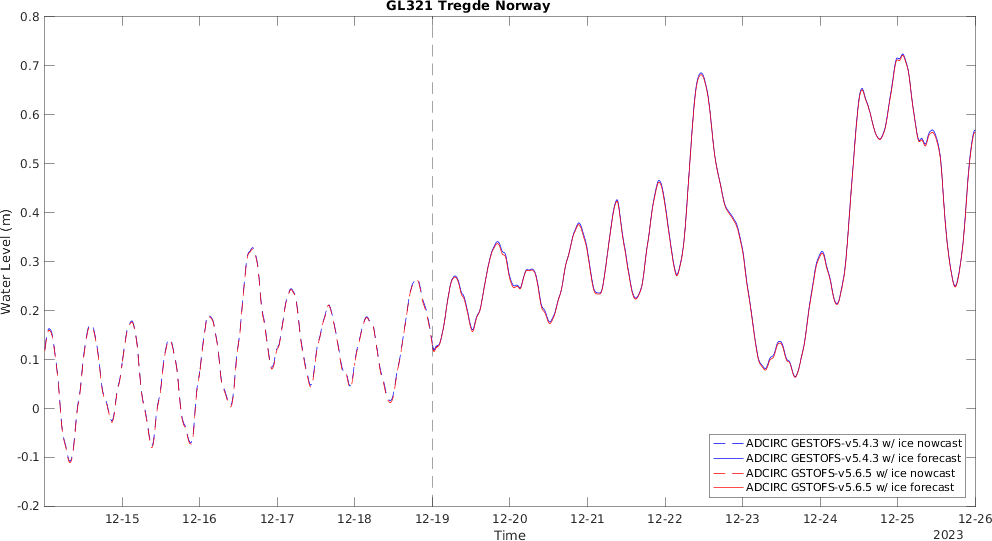 GL321 Tregde Norway
0.8
0.7
0.6
0.5
0.4
0.3
0.2
0.1
0
-0.1
-0.2
Water Level (m)
ADCIRC GESTOFS-v5.4.3 w/ ice nowcast
ADCIRC GESTOFS-v5.4.3 w/ ice forecast
ADCIRC GSTOFS-v5.6.5 w/ ice nowcast
ADCIRC GSTOFS-v5.6.5 w/ ice forecast
12-15 12-16 12-17 12-18 12-19 12-20 12-21 12-22 12-23 12-24 12-25 12-26
Time
2023